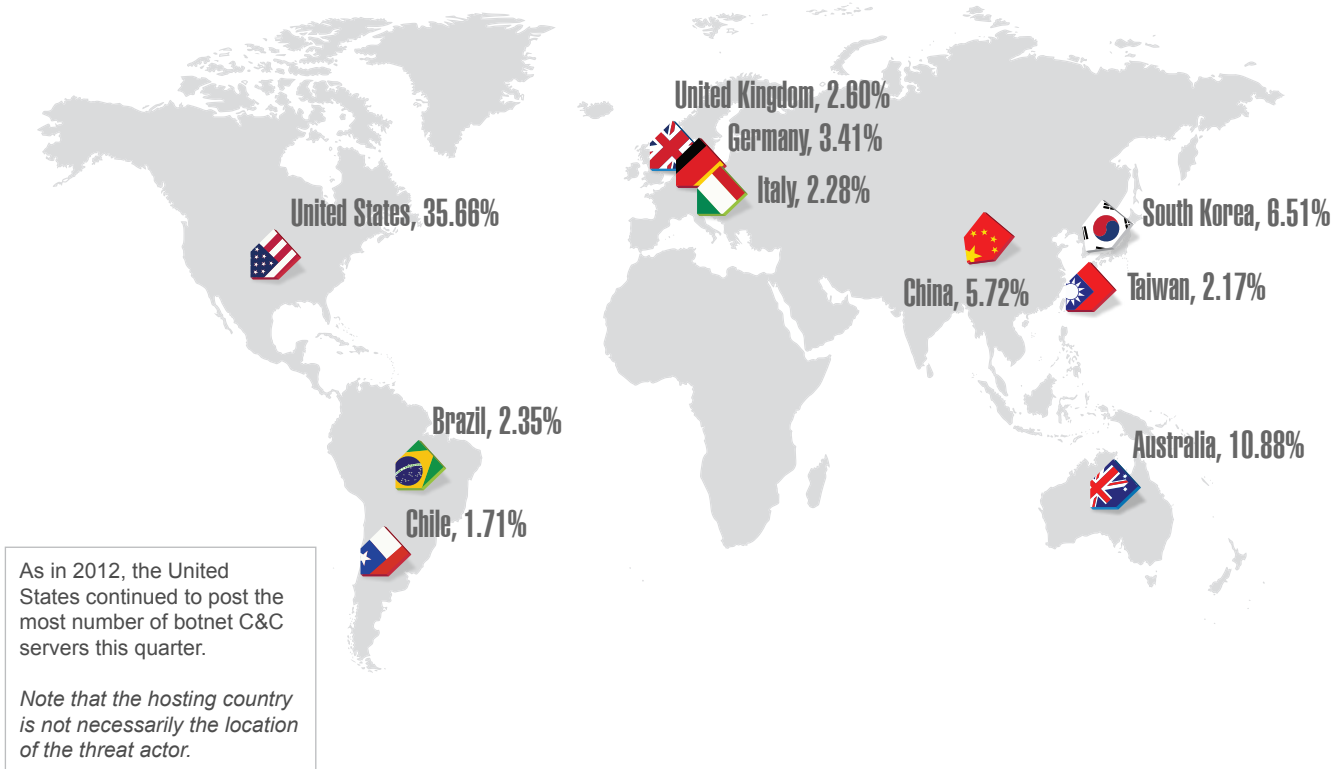 United Kingdom, 2.60%
Germany, 3.41%
Italy, 2.28%
United States, 35.66%
South Korea, 6.51%
China, 5.72%
Taiwan, 2.17%
Brazil, 2.35%
Australia, 10.88%
Chile, 1.71%
As in 2012, the United
States continued to post the
most number of botnet C&C
servers this quarter.
Note that the hosting country
is not necessarily the location
of the threat actor.